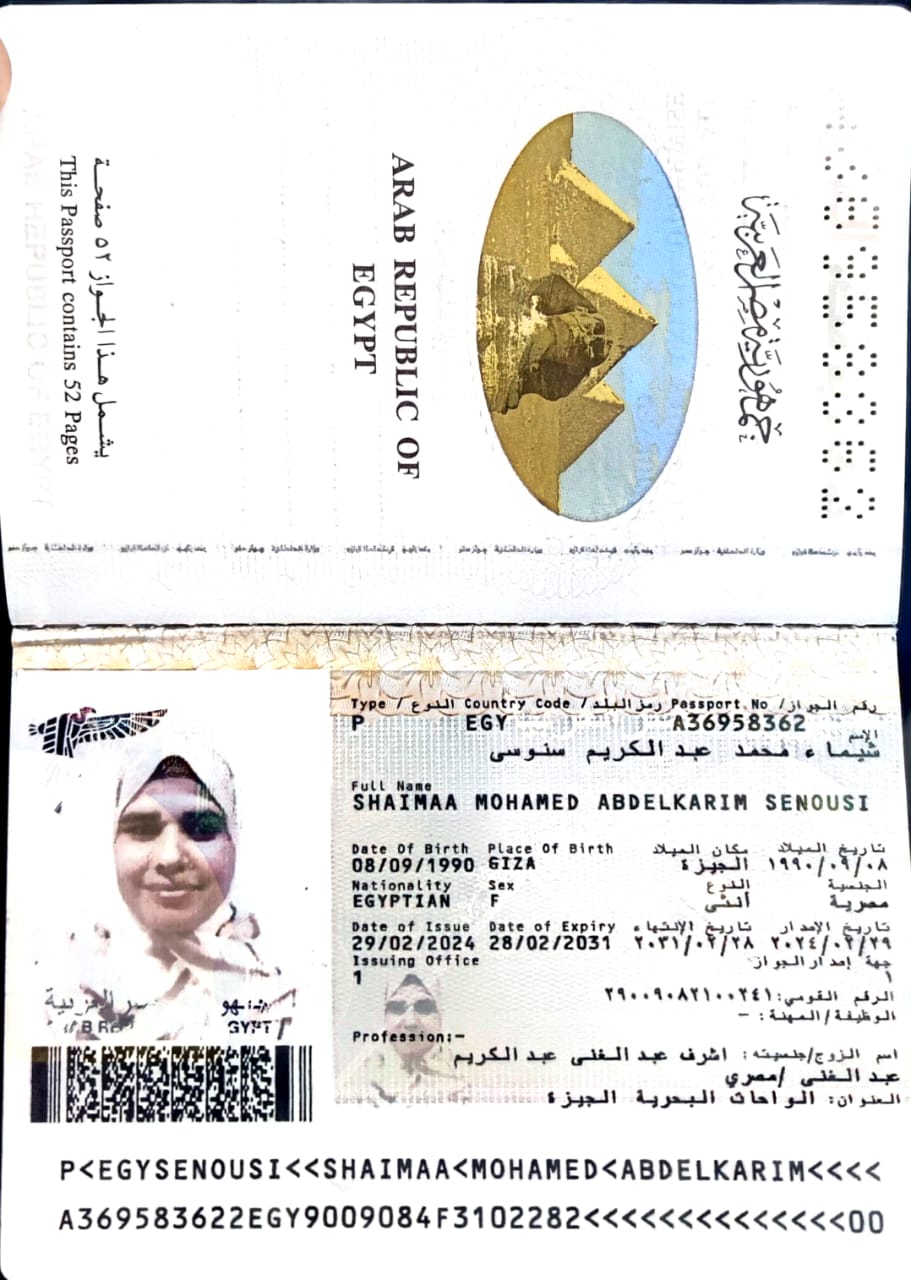 جمهورية مصر العربية
ARAB REPUBLIC OF
EGYPT
يشمل هذا الجواز ٥٢ صفحة
This Passport contains 52 Pages
Type / النوع Country Code / رمز البلد Passport No / رقم الجواز
P EGY A36958362
الإسم
شيماء محمد عبد الكريم سنوسى
Full Name
SHAIMAA MOHAMED ABDELKARIM SENOUSI
Date Of Birth Place Of Birth مكان الميلاد تاريخ الميلاد
08/09/1990 GIZA الجيزة ١٩٩٠/٠٩/٠٨
Nationality Sex النوع الجنسية
EGYPTIAN F أنثى مصرية
Date of Issue Date of Expiry تاريخ الإنتهاء تاريخ الإصدار
29/02/2024 28/02/2031 ٢٠٣١/٠٢/٢٨ ٢٠٢٤/٠٢/٢٩
Issuing Office جهة إصدار الجواز
1 ١
الرقم القومى: ٢٩٠٠٩٠٨٢١٠٠٢٤١
الوظيفة/المهنة: -
Profession:-
اسم الزوج/جنسيته: اشرف عبد الغنى عبد الكريم
عبد الغنى /مصري
العنوان: الواحات البحرية الجيزة
P<EGYSENOUSI<<SHAIMAA<MOHAMED<ABDELKARIM<<<<
A369583622EGY9009084F3102282<<<<<<<<<<<<<<00